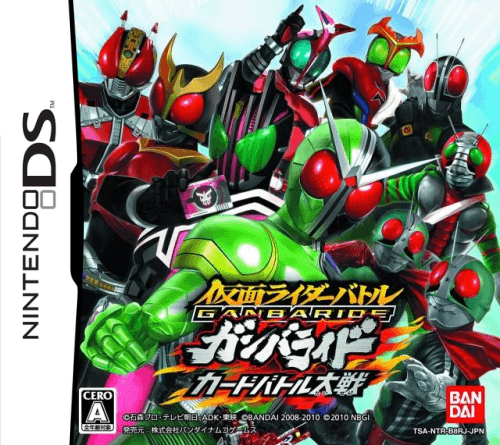 NINTENDO DS™
仮面ライダーバトル
GANBARIDE
ガンバライド
カードバトル大戦
CERO
A
全年齢対象
©石森プロ・テレビ朝日・ADK・東映 ©BANDAI 2008-2010 ©2010 NBGI
発売元／株式会社バンダイナムコゲームス
BAN
DAI
TSA-NTR-B8RJ-JPN